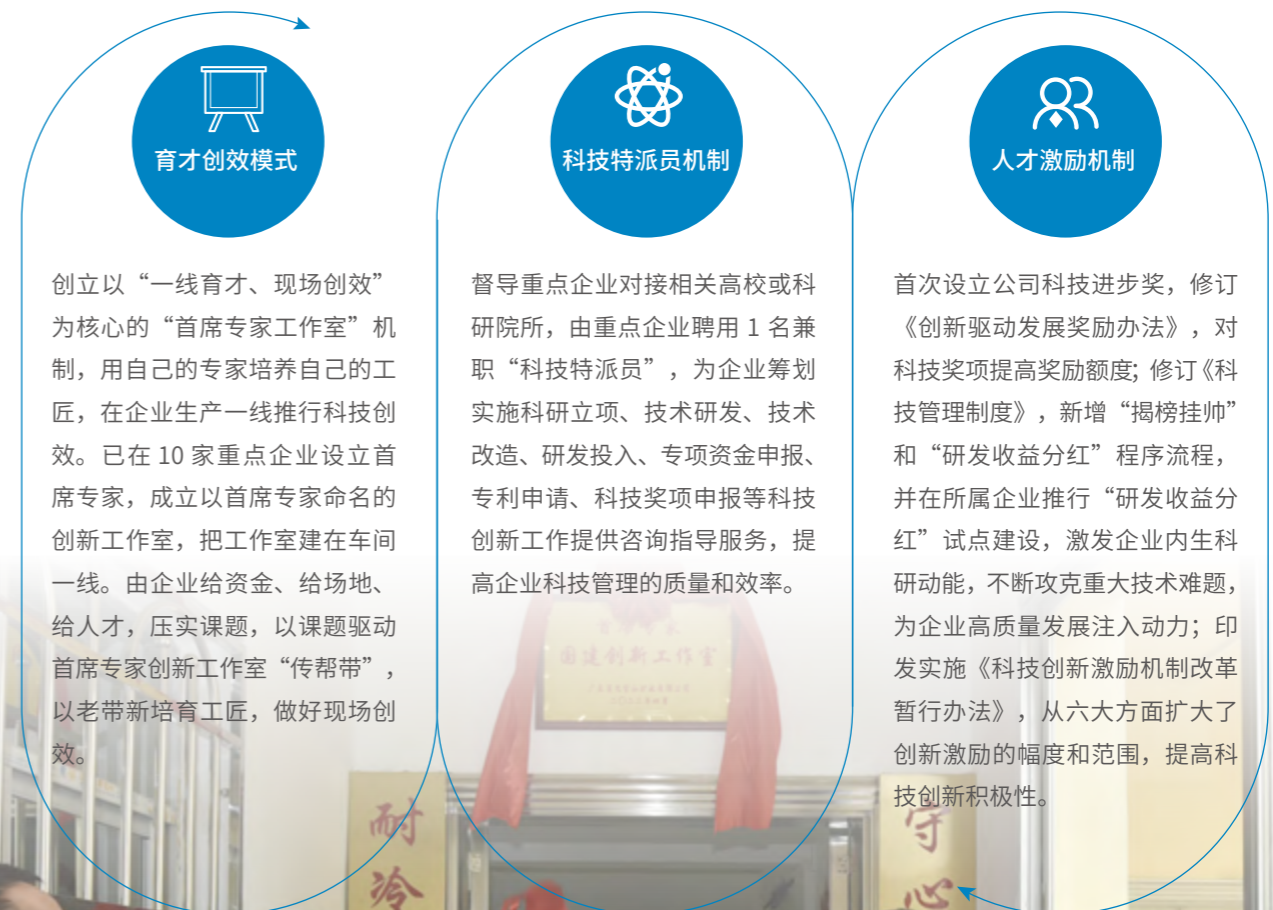 育才创效模式
创立以“一线育才、现场创效”
为核心的“首席专家工作室”机
制，用自己的专家培养自己的工
匠，在企业生产一线推行科技创
效。已在 10 家重点企业设立首
席专家，成立以首席专家命名的
创新工作室，把工作室建在车间
一线。由企业给资金、给场地、
给人才，压实课题，以课题驱动
首席专家创新工作室“传帮带”，
以老带新培育工匠，做好现场创
效。
科技特派员机制
督导重点企业对接相关高校或科
研院所，由重点企业聘用 1 名兼
职“科技特派员”，为企业筹划
实施科研立项、技术研发、技术
改造、研发投入、专项资金申报、
专利申请、科技奖项申报等科技
创新工作提供咨询指导服务，提
高企业科技管理的质量和效率。
人才激励机制
首次设立公司科技进步奖，修订
《创新驱动发展奖励办法》，对
科技奖项提高奖励额度；修订《科
技管理制度》，新增“揭榜挂帅”
和“研发收益分红”程序流程，
并在所属企业推行“研发收益分
红”试点建设，激发企业内生科
研动能，不断攻克重大技术难题，
为企业高质量发展注入动力；印
发实施《科技创新激励机制改革
暂行办法》，从六大方面扩大了
创新激励的幅度和范围，提高科
技创新积极性。
创新工作室
耐冷
守心